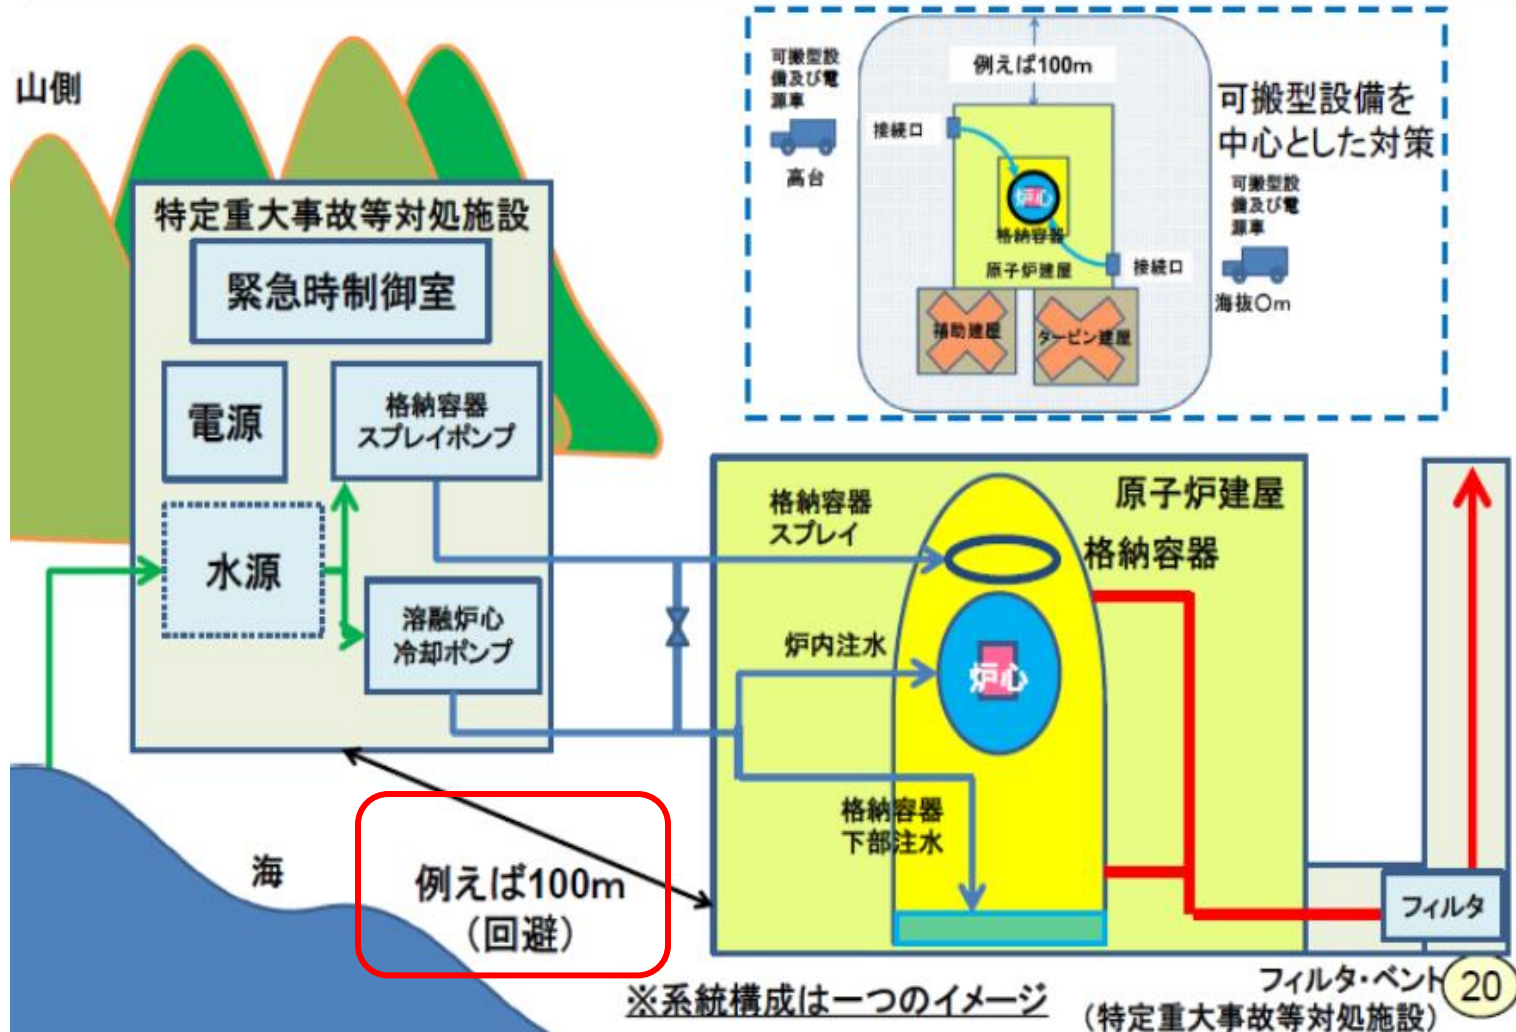 山側
特定重大事故等対処施設
緊急時制御室
電源
格納容器
スプレイポンプ
水源
溶融炉心
冷却ポンプ
海
例えば100m
（回避）
可搬型設
備及び電
源車
高台
例えば100m
接続口
炉心
格納容器
原子炉建屋
接続口
補助建屋
タービン建屋
可搬型設備を
中心とした対策
可搬型設
備及び電
源車
海抜〇m
原子炉建屋
格納容器
格納容器
スプレイ
炉内注水
炉心
格納容器
下部注水
フィルタ
フィルタ・ベント
（特定重大事故等対処施設）
※系統構成は一つのイメージ
20